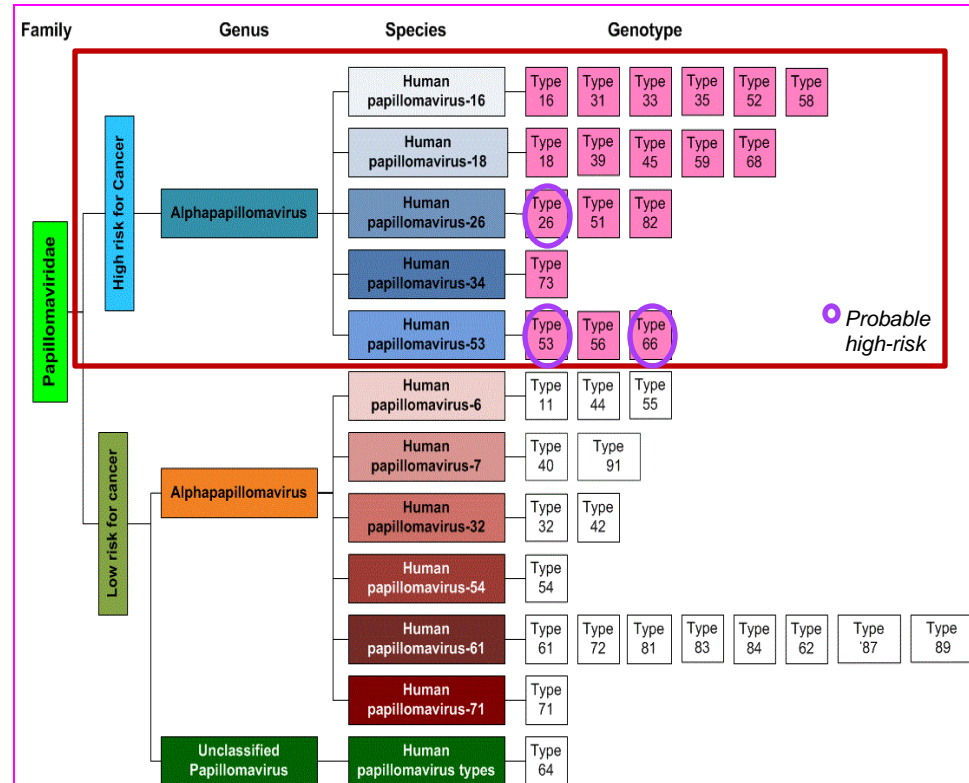 Family
Genus
Species
Genotype
Papillomaviridae
High risk for Cancer
Alphapapillomavirus
Human
papillomavirus-16
Type
16
Type
31
Type
33
Type
35
Type
52
Type
58
Human
papillomavirus-18
Type
18
Type
39
Type
45
Type
59
Type
68
Human
papillomavirus-26
Type
26
Type
51
Type
82
Human
papillomavirus-34
Type
73
Human
papillomavirus-53
Type
53
Type
56
Type
66
Probable
high-risk
Low risk for cancer
Alphapapillomavirus
Human
papillomavirus-6
Type
11
Type
44
Type
55
Human
papillomavirus-7
Type
40
Type
91
Human
papillomavirus-32
Type
32
Type
42
Human
papillomavirus-54
Type
54
Human
papillomavirus-61
Type
61
Type
72
Type
81
Type
83
Type
84
Type
62
Type
'87
Type
89
Human
papillomavirus-71
Type
71
Unclassified
Papillomavirus
Human
papillomavirus types
Type
64